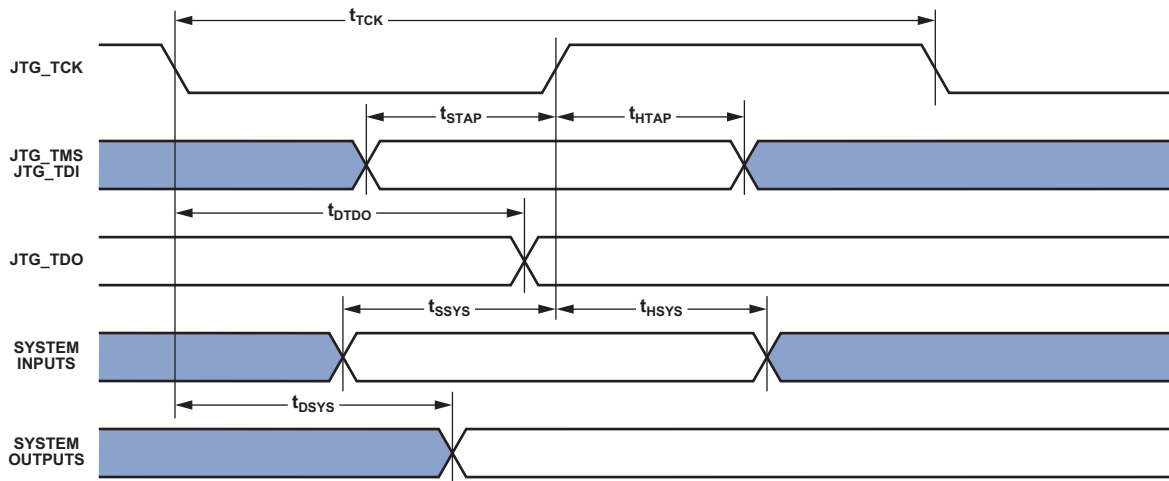 tTCK
JTG_TCK
tSTAP
tHTAP
JTG_TMS
JTG_TDI
tDTDO
JTG_TDO
tSSYS
tHSYS
SYSTEM
INPUTS
tDSYS
SYSTEM
OUTPUTS